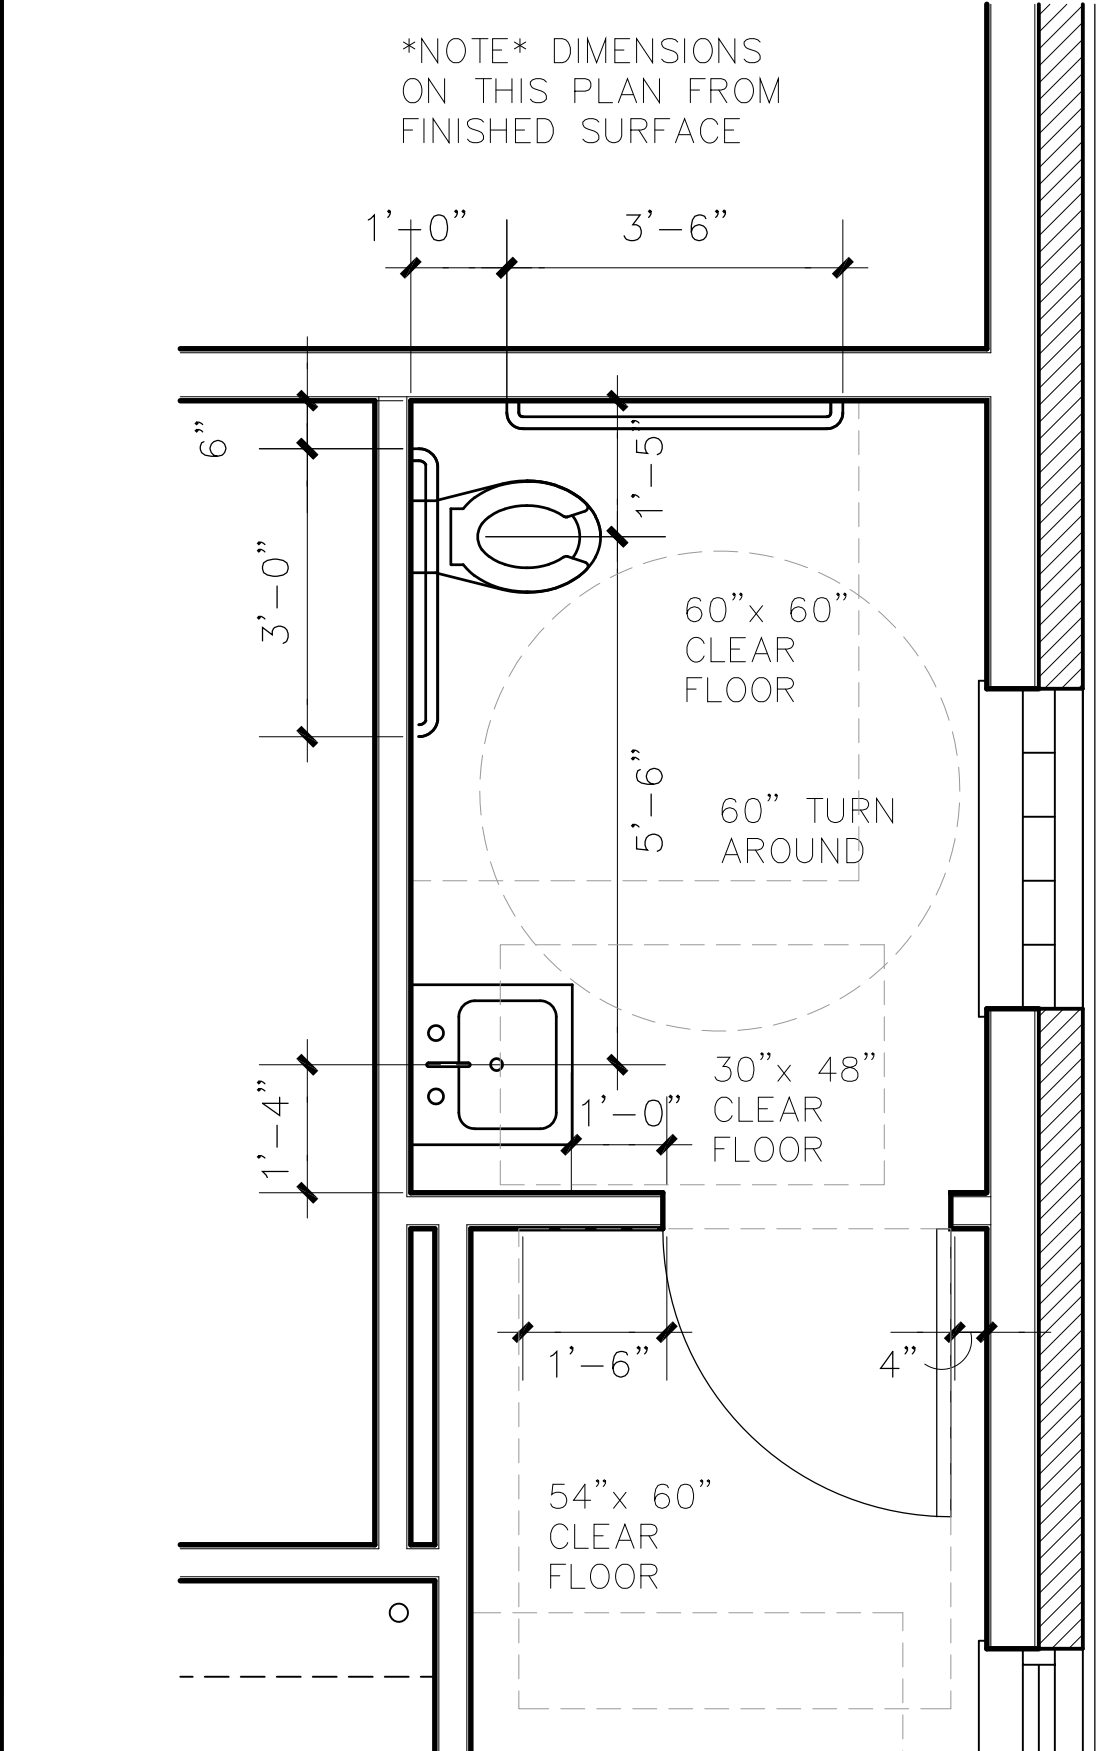 *NOTE* DIMENSIONS
ON THIS PLAN FROM
FINISHED SURFACE
1'-0"
3'-6"
6"
1'-5"
3'-0"
60"x 60"
CLEAR
FLOOR
5'-6"
60" TURN
AROUND
30"x 48"
CLEAR
FLOOR
1'-4"
1'-0"
1'-6"
4"
54"x 60"
CLEAR
FLOOR